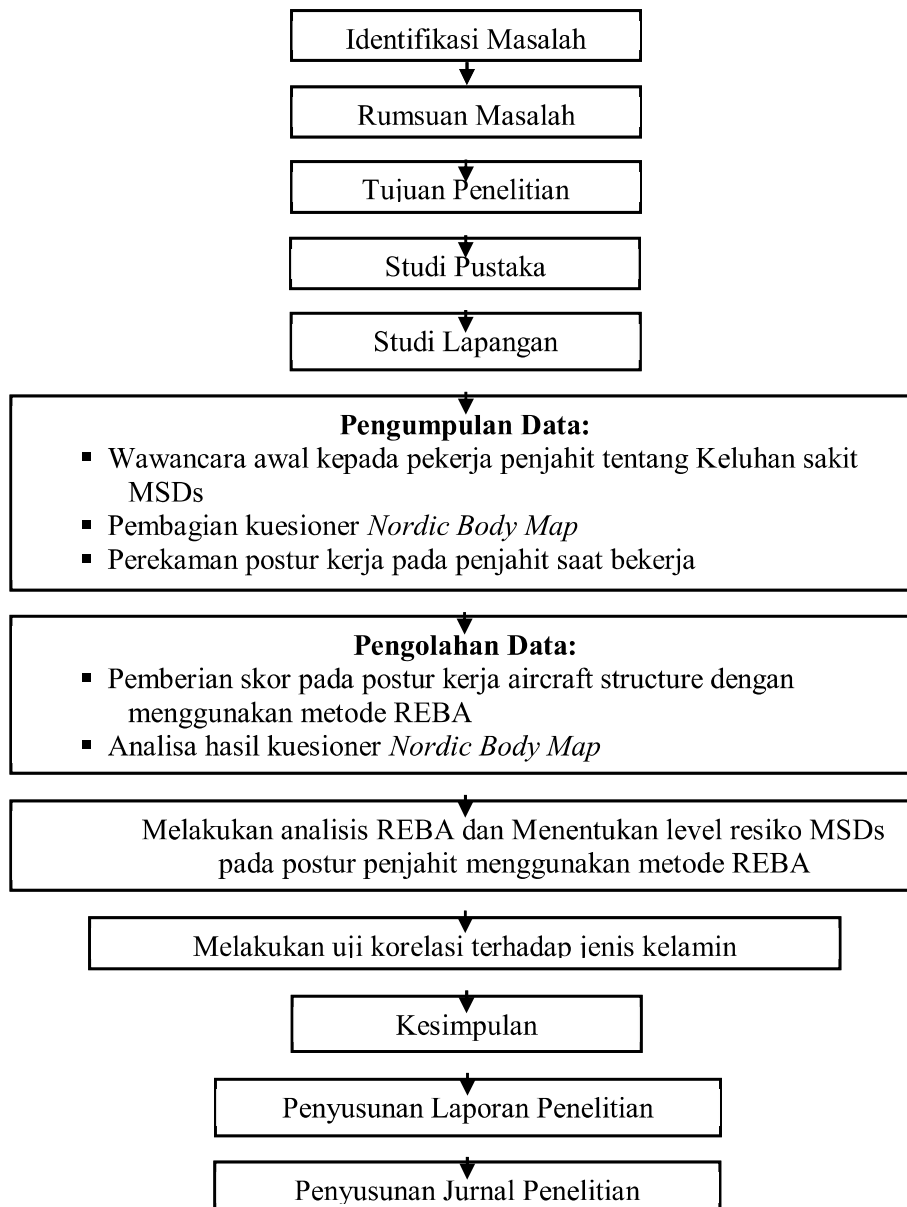 Identifikasi Masalah
Rumsuan Masalah
Tujuan Penelitian
Studi Pustaka
Studi Lapangan
Pengumpulan Data:
▪ Wawancara awal kepada pekerja penjahit tentang Keluhan sakit
MSDs
▪ Pembagian kuesioner Nordic Body Map
▪ Perekaman postur kerja pada penjahit saat bekerja
Pengolahan Data:
▪ Pemberian skor pada postur kerja aircraft structure dengan
menggunakan metode REBA
▪ Analisa hasil kuesioner Nordic Body Map
Melakukan analisis REBA dan Menentukan level resiko MSDs
pada postur penjahit menggunakan metode REBA
Melakukan uji korelasi terhadap jenis kelamin
Kesimpulan
Penyusunan Laporan Penelitian
Penyusunan Jurnal Penelitian